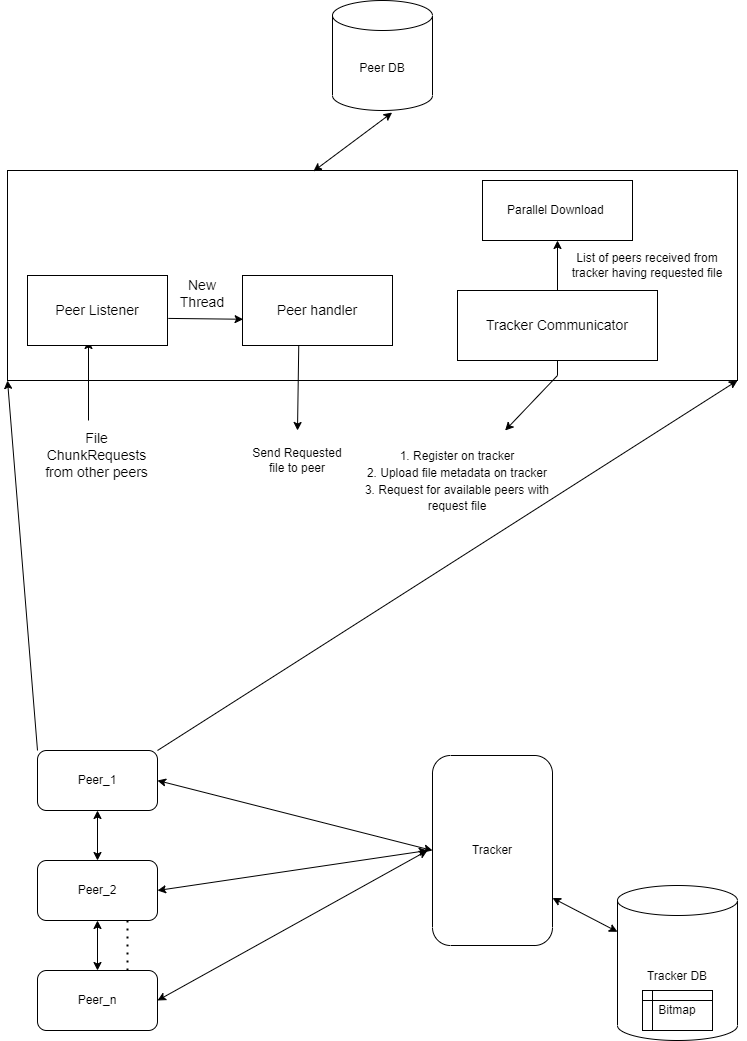 Peer DB
Parallel Download
List of peers received from
tracker having requested file
New
Thread
Peer Listener
Peer handler
Tracker Communicator
File
ChunkRequests
from other peers
Send Requested
file to peer
1. Register on tracker
2. Upload file metadata on tracker
3. Request for available peers with
request file
Peer_1
Peer_2
Peer_n
Tracker
Tracker DB
Bitmap